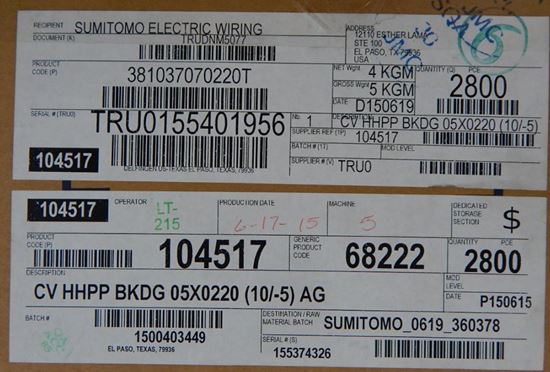 RECIPIENT SUMITOMO ELECTRIC WIRING
DOCUMENT (K) TRUDNM5077
ADDRESS
12110 ESTHER LAMA
STE 100
EL PASO, TX 79936
USA
JMC
SQA
JMC
PRODUCT
CODE (P)
381037070220T
NET Wght 4 KGM
GROSS Wght 5 KGM
DATE D150619
QUANTITY (Q) PCE
2800
SERIAL # (TRU0)
TRU0155401956
104517
DELFINGEN US-TEXAS EL PASO, TEXAS, 79936
1
DESCRIPTION
CV HHPP BKDG 05X0220 (10/-5)
SUPPLIER REF (1P) 104517
BATCH # (1T)
MOD LEVEL
SUPPLIER # (V) TRU0
104517
OPERATOR LT-
215
PRODUCTION DATE
6-17-15
MACHINE
5
DEDICATED
STORAGE
SECTION
$
PRODUCT
CODE (P)
104517
GENERIC
PRODUCT
CODE
68222
QUANTITY PCE
2800
DESCRIPTION
CV HHPP BKDG 05X0220 (10/-5) AG
MOD
LEVEL
DATE P150615
BATCH #
1500403449
EL PASO, TEXAS, 79936
DESTINATION / RAW
MATERIAL BATCH SUMITOMO_0619_360378
SERIAL # (S)
155374326